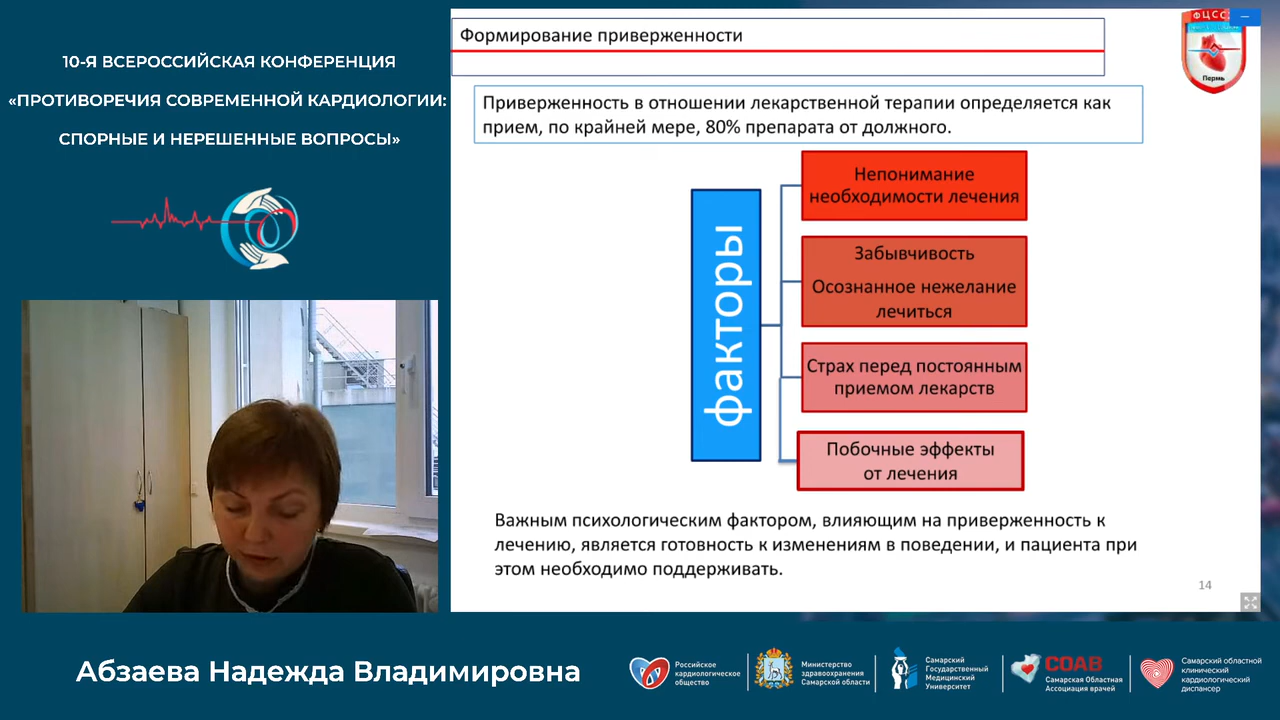 10-Я ВСЕРОССИЙСКАЯ КОНФЕРЕНЦИЯ
«ПРОТИВОРЕЧИЯ СОВРЕМЕННОЙ КАРДИОЛОГИИ:
СПОРНЫЕ И НЕРЕШЕННЫЕ ВОПРОСЫ»
Формирование приверженности
Пермь
Приверженность в отношении лекарственной терапии определяется как
прием, по крайней мере, 80% препарата от должного.
факторы
Непонимание
необходимости лечения
Забывчивость
Осознанное нежелание
лечиться
Страх перед постоянным
приемом лекарств
Побочные эффекты
от лечения
Важным психологическим фактором, влияющим на приверженность к
лечению, является готовность к изменениям в поведении, и пациента при
этом необходимо поддерживать.
14
Абзаева Надежда Владимировна
Российское
кардиологическое
общество
Министерство
здравоохранения
Самарской области
Самарский
Государственный
Медицинский
Университет
СОАВ
Самарская Областная
Ассоциация врачей
Самарский областной
клинический
кардиологический
диспансер